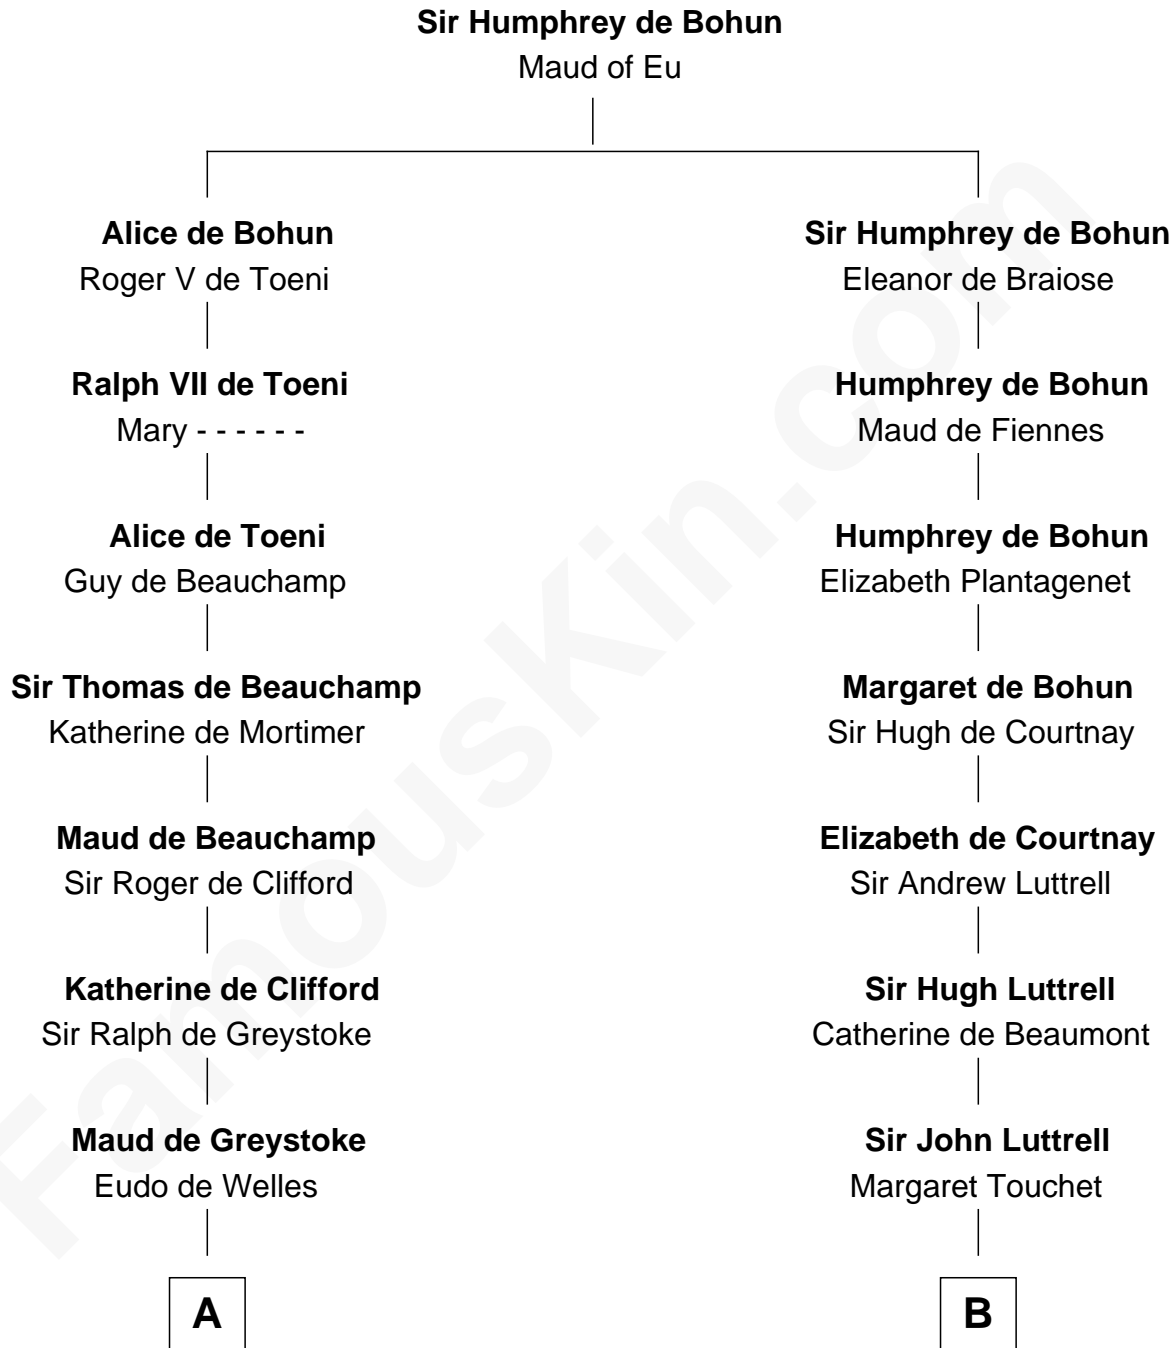 Sir Humphrey de Bohun
Maud of Eu
Alice de Bohun
Roger V de Toeni
Sir Humphrey de Bohun
Eleanor de Braiose
Ralph VII de Toeni
Mary - - - - - -
Humphrey de Bohun
Maud de Fiennes
Alice de Toeni
Guy de Beauchamp
Humphrey de Bohun
Elizabeth Plantagenet
Sir Thomas de Beauchamp
Katherine de Mortimer
Margaret de Bohun
Sir Hugh de Courtnay
Maud de Beauchamp
Sir Roger de Clifford
Elizabeth de Courtnay
Sir Andrew Luttrell
Katherine de Clifford
Sir Ralph de Greystoke
Sir Hugh Luttrell
Catherine de Beaumont
Maud de Greystoke
Eudo de Welles
Sir John Luttrell
Margaret Touchet
A
B
FamousKin.com